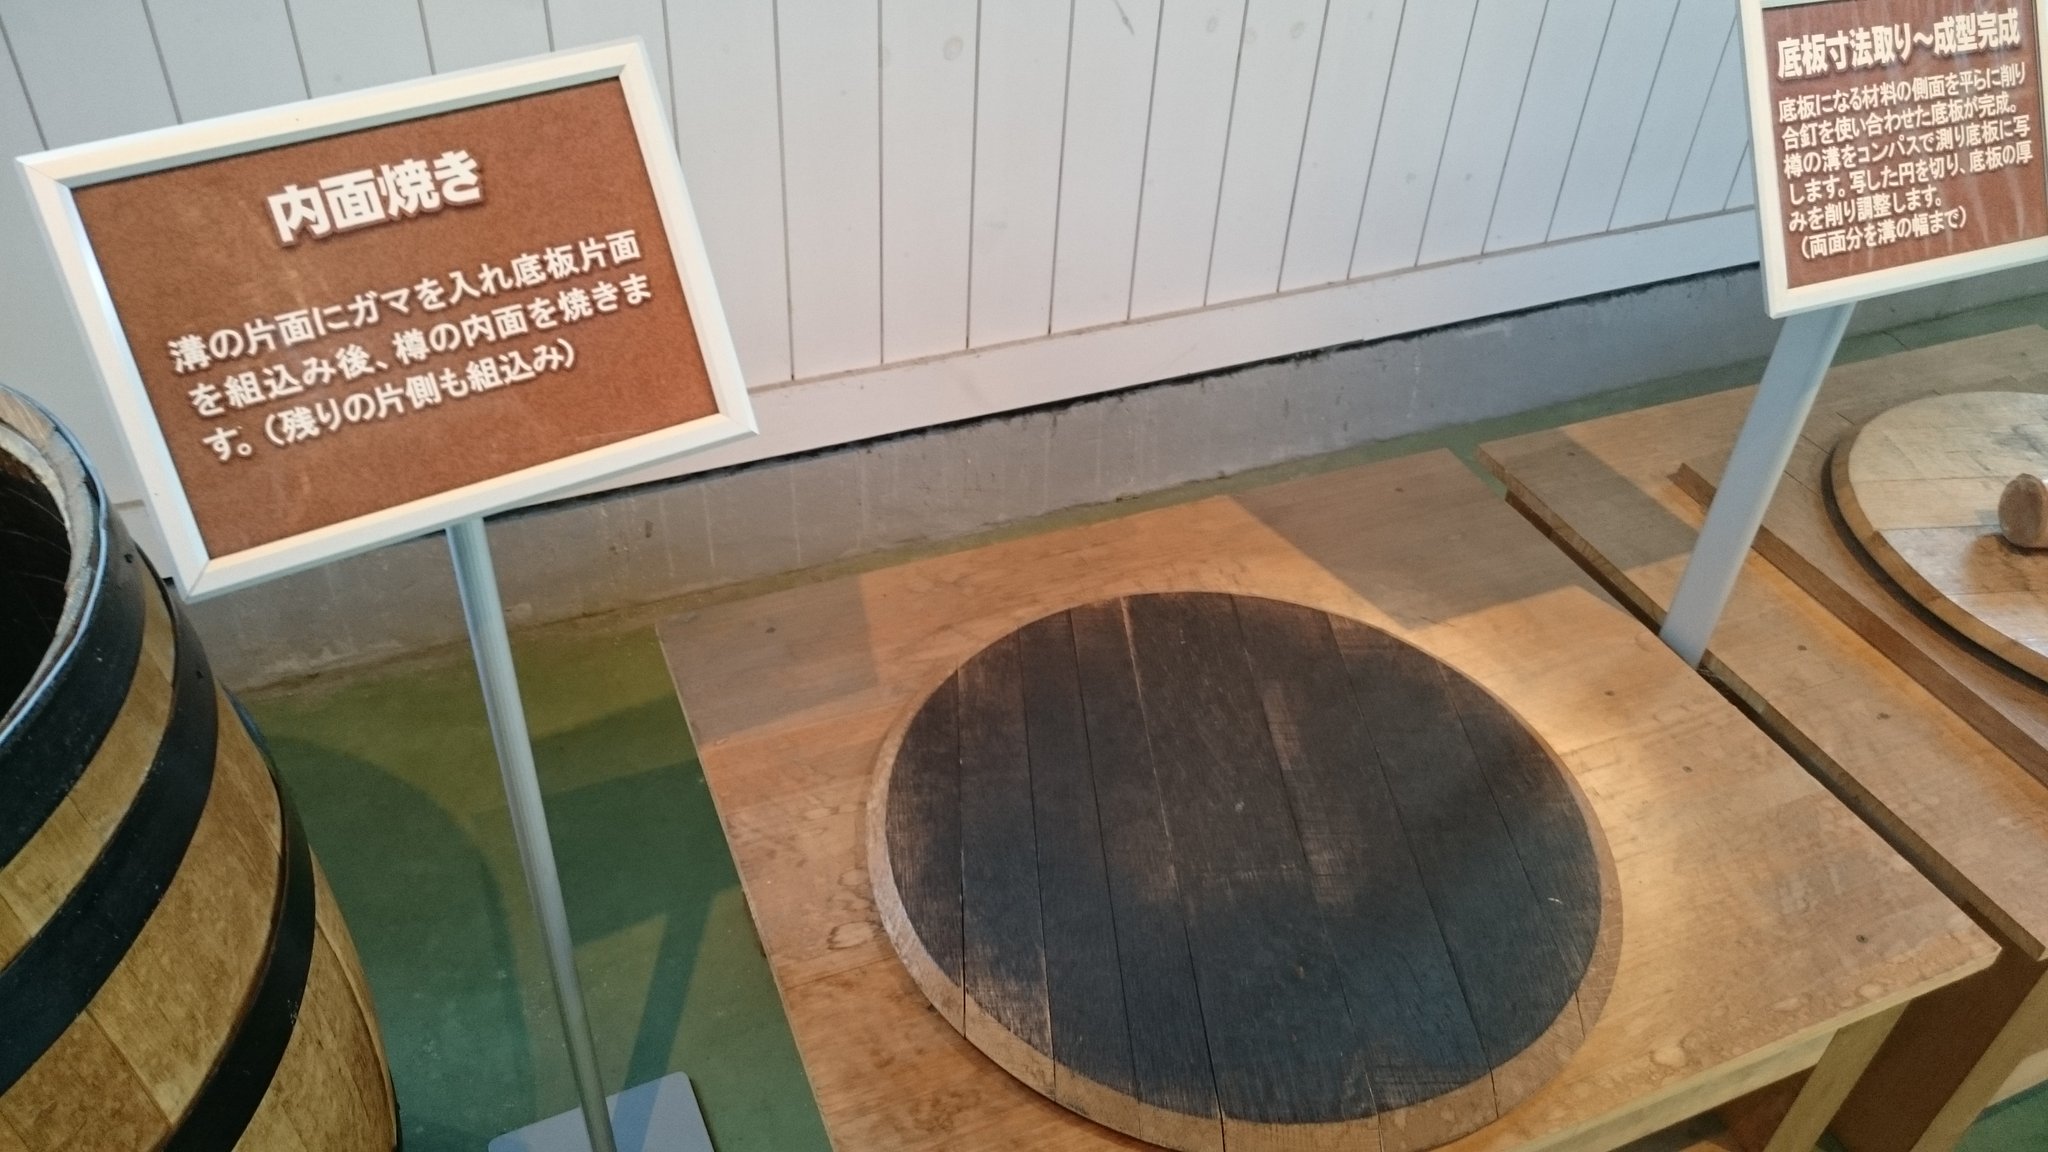 内面焼き
溝の片面にガマを入れ底板片面
を組込み後、樽の内面を焼きま
す。(残りの片側も組込み)
底板寸法取り～成型完成
底板になる材料の側面を平らに削り
合釘を使い合わせた底板が完成。
樽の溝をコンパスで測り底板に写
します。写した円を切り、底板の厚
みを削り調整します。
(両面分を溝の幅まで)